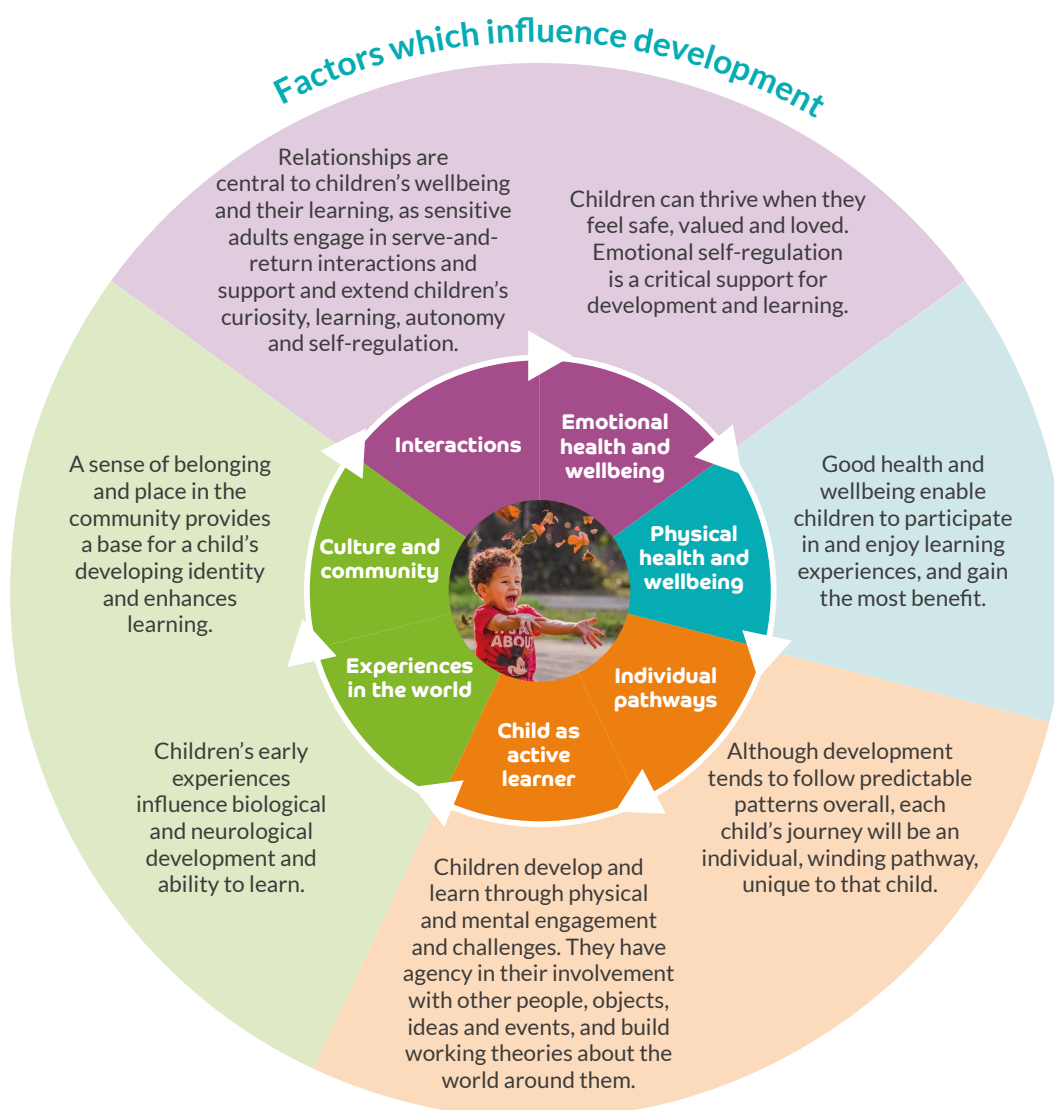 Factors which influence development
Relationships are
central to children’s wellbeing
and their learning, as sensitive
adults engage in serve-and-
return interactions and
support and extend children’s
curiosity, learning, autonomy
and self-regulation.
Children can thrive when they
feel safe, valued and loved.
Emotional self-regulation
is a critical support for
development and learning.
Interactions
Emotional
health and
wellbeing
A sense of belonging
and place in the
community provides
a base for a child’s
developing identity
and enhances
learning.
Culture and
community
Physical
health and
wellbeing
Good health and
wellbeing enable
children to participate
in and enjoy learning
experiences, and gain
the most benefit.
Experiences
in the world
Child as
active
learner
Individual
pathways
Children’s early
experiences
influence biological
and neurological
development and
ability to learn.
Children develop and
learn through physical
and mental engagement
and challenges. They have
agency in their involvement
with other people, objects,
ideas and events, and build
working theories about the
world around them.
Although development
tends to follow predictable
patterns overall, each
child’s journey will be an
individual, winding pathway,
unique to that child.
ABOU